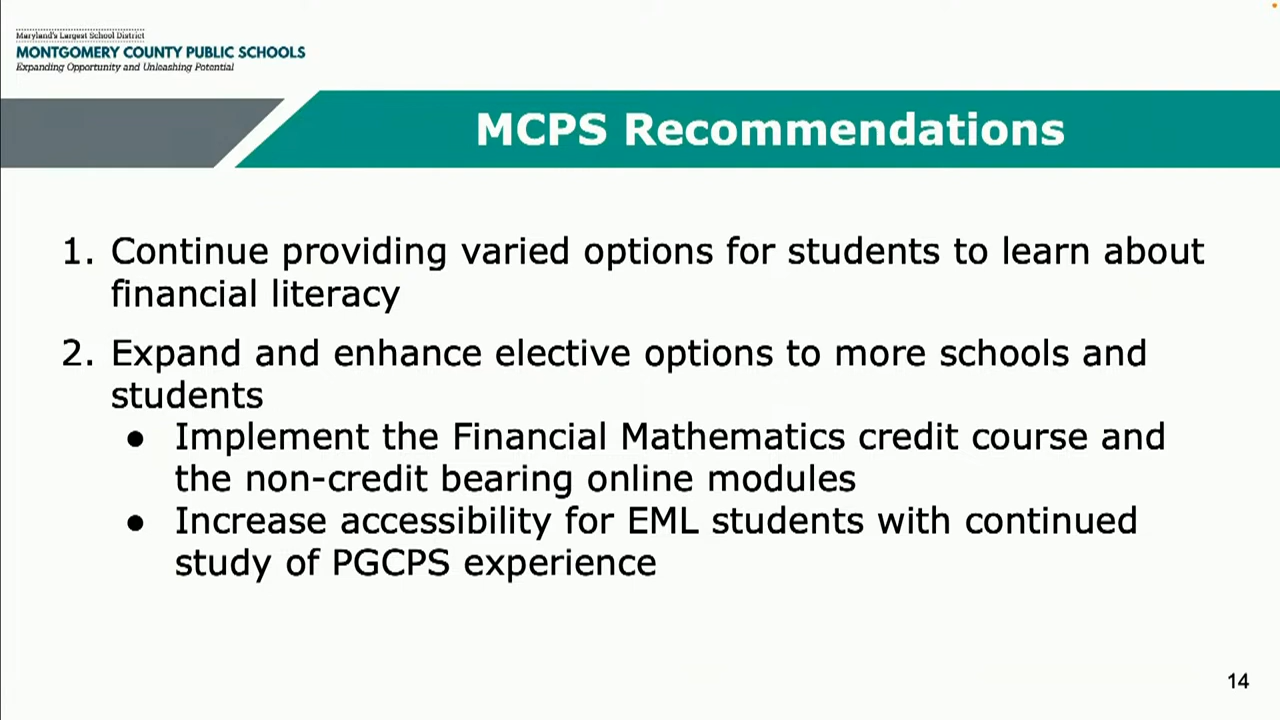 Maryland's Largest School District
MONTGOMERY COUNTY PUBLIC SCHOOLS
Expanding Opportunity and Unleashing Potential
MCPS Recommendations
1. Continue providing varied options for students to learn about
financial literacy
2. Expand and enhance elective options to more schools and
students
● Implement the Financial Mathematics credit course and
the non-credit bearing online modules
● Increase accessibility for EML students with continued
study of PGCPS experience
14